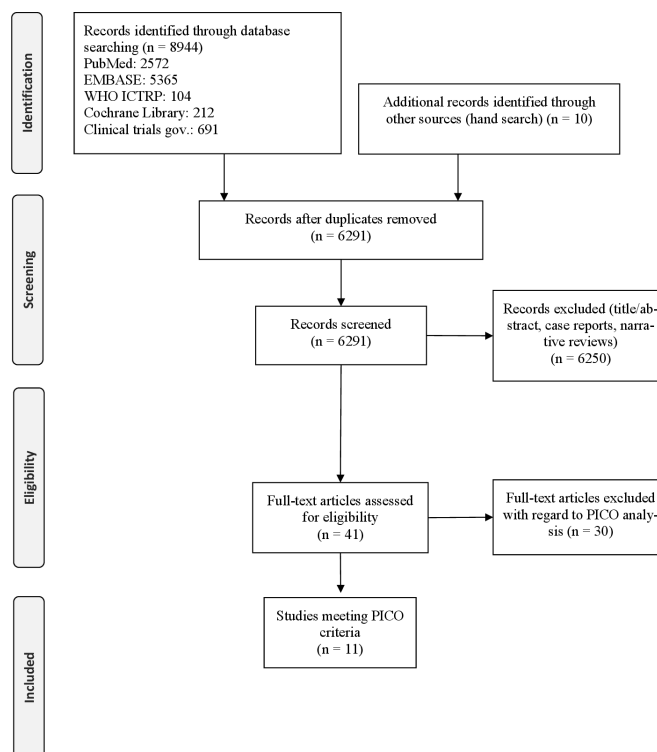 Identification
Records identified through database
searching (n = 8944)
PubMed: 2572
EMBASE: 5365
WHO ICTRP: 104
Cochrane Library: 212
Clinical trials gov.: 691
Additional records identified through
other sources (hand search) (n = 10)
Screening
Records after duplicates removed
(n = 6291)
Records screened
(n = 6291)
Records excluded (title/ab-
stract, case reports, narra-
tive reviews)
(n = 6250)
Eligibility
Full-text articles assessed
for eligibility
(n = 41)
Full-text articles excluded
with regard to PICO analy-
sis (n = 30)
Included
Studies meeting PICO
criteria
(n = 11)